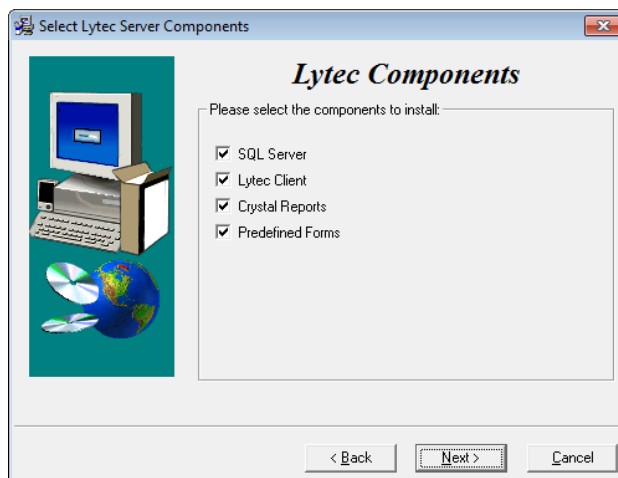 Select Lytec Server Components
Lytec Components
Please select the components to install:
SQL Server
Lytec Client
Crystal Reports
Predefined Forms
< Back
Next >
Cancel